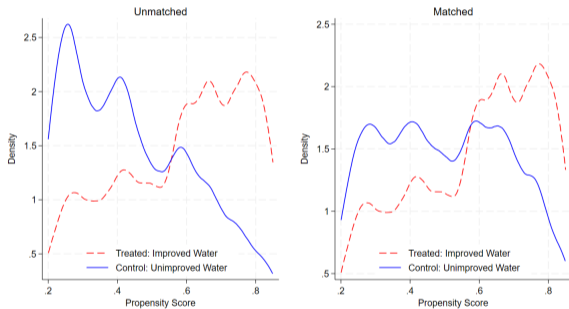 Unmatched
Density
2.5
2
1.5
1
.5
Treated: Improved Water
Control: Unimproved Water
.2
.4
.6
.8
Propensity Score
Matched
Density
2.5
2
1.5
1
.5
Treated: Improved Water
Control: Unimproved Water
.2
.4
.6
.8
Propensity Score